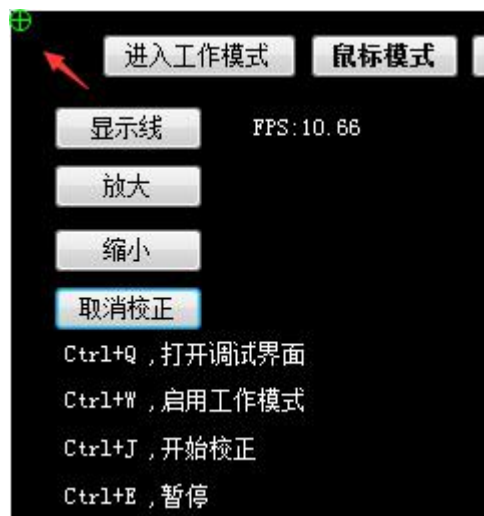 进入工作模式 鼠标模式
显示线 FPS:10.66
放大
缩小
取消校正
Ctrl+Q ,打开调试界面
Ctrl+W ,启用工作模式
Ctrl+J ,开始校正
Ctrl+E ,暂停